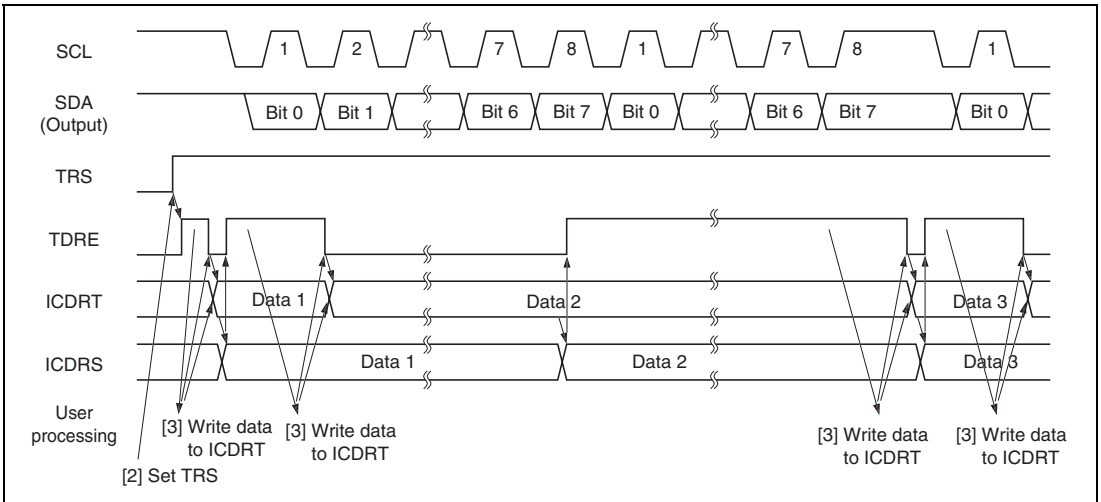 SCL 1 2 7 8 1 7 8 1
SDA
(Output)
Bit 0 Bit 1 Bit 6 Bit 7 Bit 0 Bit 6 Bit 7 Bit 0
TRS
TDRE
ICDRT Data 1 Data 2 Data 3
ICDRS Data 1 Data 2 Data 3
User
processing
[3] Write data
to ICDRT
[3] Write data
to ICDRT
[3] Write data
to ICDRT
[3] Write data
to ICDRT
[2] Set TRS